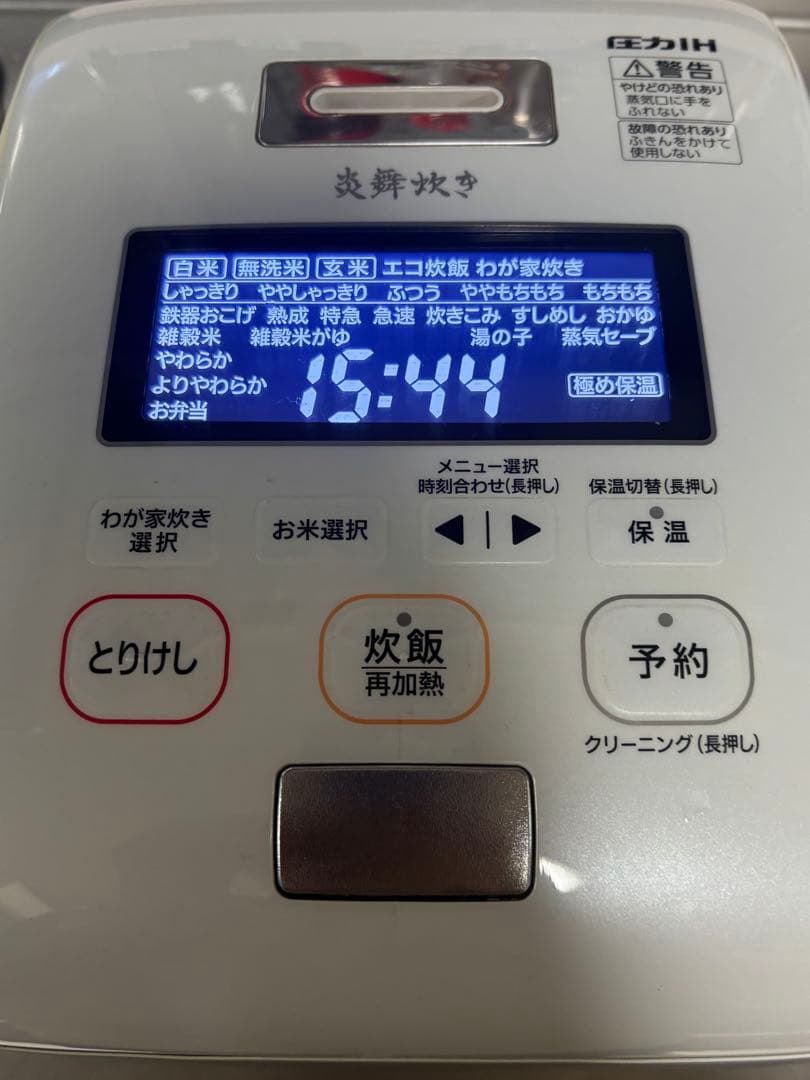 圧力IH
警告
やけどの恐れあり
蒸気口に手を
ふれない
故障の恐れあり
ふきんをかけて
使用しない
炎舞炊き
白米 無洗米 玄米 エコ炊飯 わが家炊き
しゃっきり ややしゃっきり ふつう ややもちもち もちもち
鉄器おこげ 熟成 特急 急速 炊きこみ すしめし おかゆ
雑穀米 雑穀米がゆ 湯の子 蒸気セーブ
やわらか
よりやわらか
お弁当
15:44
極め保温
メニュー選択
時刻合わせ(長押し)
保温切替(長押し)
わが家炊き
選択
お米選択
保温
とりけし
炊飯
再加熱
予約
クリーニング(長押し)